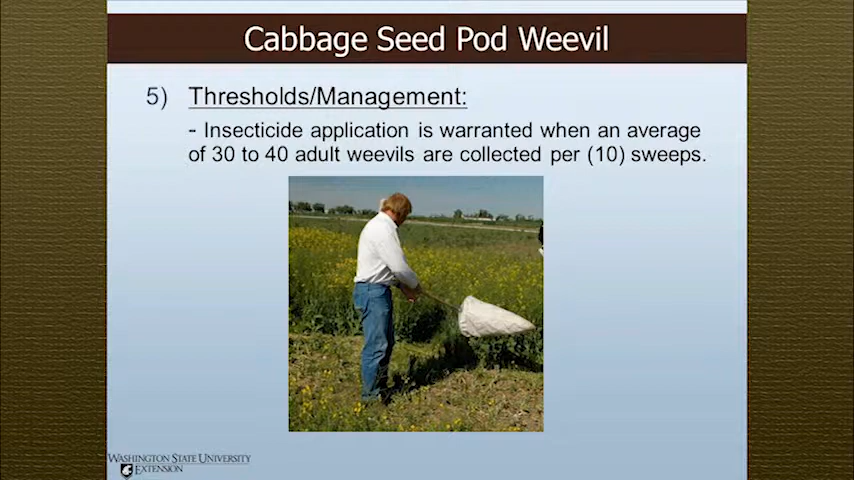 Cabbage Seed Pod Weevil
5) Thresholds/Management:
- Insecticide application is warranted when an average
of 30 to 40 adult weevils are collected per (10) sweeps.
WASHINGTON STATE UNIVERSITY
EXTENSION